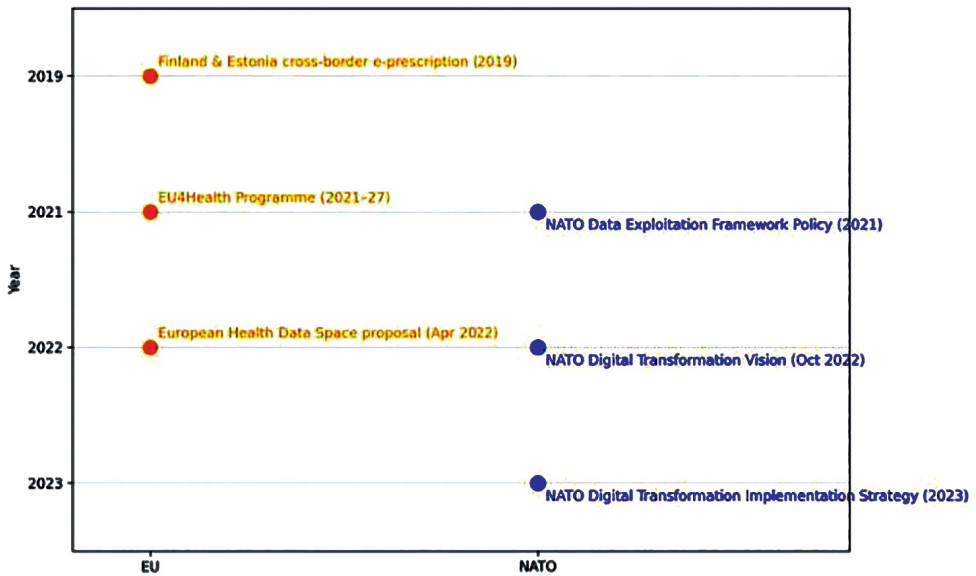 Finland & Estonia cross-border e-prescription (2019)
2019
EU4Health Programme (2021–27)
2021
NATO Data Exploitation Framework Policy (2021)
Year
European Health Data Space proposal (Apr 2022)
2022
NATO Digital Transformation Vision (Oct 2022)
2023
NATO Digital Transformation Implementation Strategy (2023)
EU
NATO